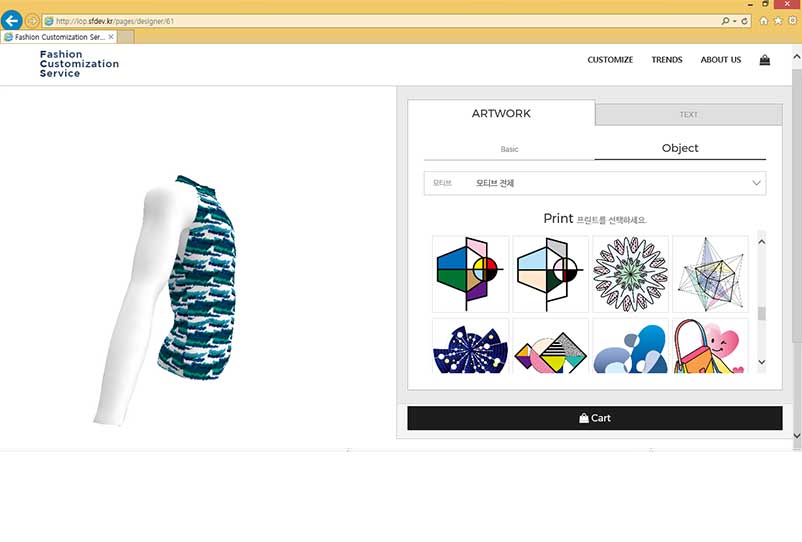 http://iop.sfdev.kr/pages/designer/61
Fashion Customization Ser...
Fashion
Customization
Service
CUSTOMIZE TRENDS ABOUT US
ARTWORK TEXT
Basic Object
모티브 모티브 전체
Print 프린트를 선택하세요.
Cart